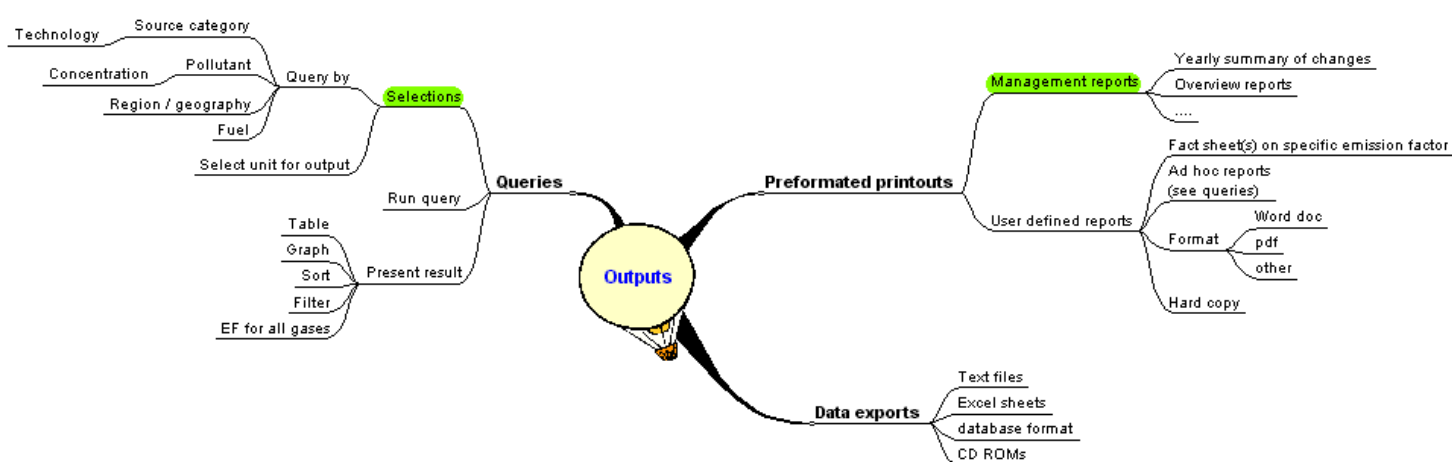 Outputs
Queries
Selections
Query by
Source category
Technology
Pollutant
Concentration
Region / geography
Fuel
Select unit for output
Run query
Present result
Table
Graph
Sort
Filter
EF for all gases
Preformated printouts
Management reports
Yearly summary of changes
Overview reports
....
User defined reports
Fact sheet(s) on specific emission factor
Ad hoc reports
(see queries)
Format
Word doc
pdf
other
Hard copy
Data exports
Text files
Excel sheets
database format
CD ROMs